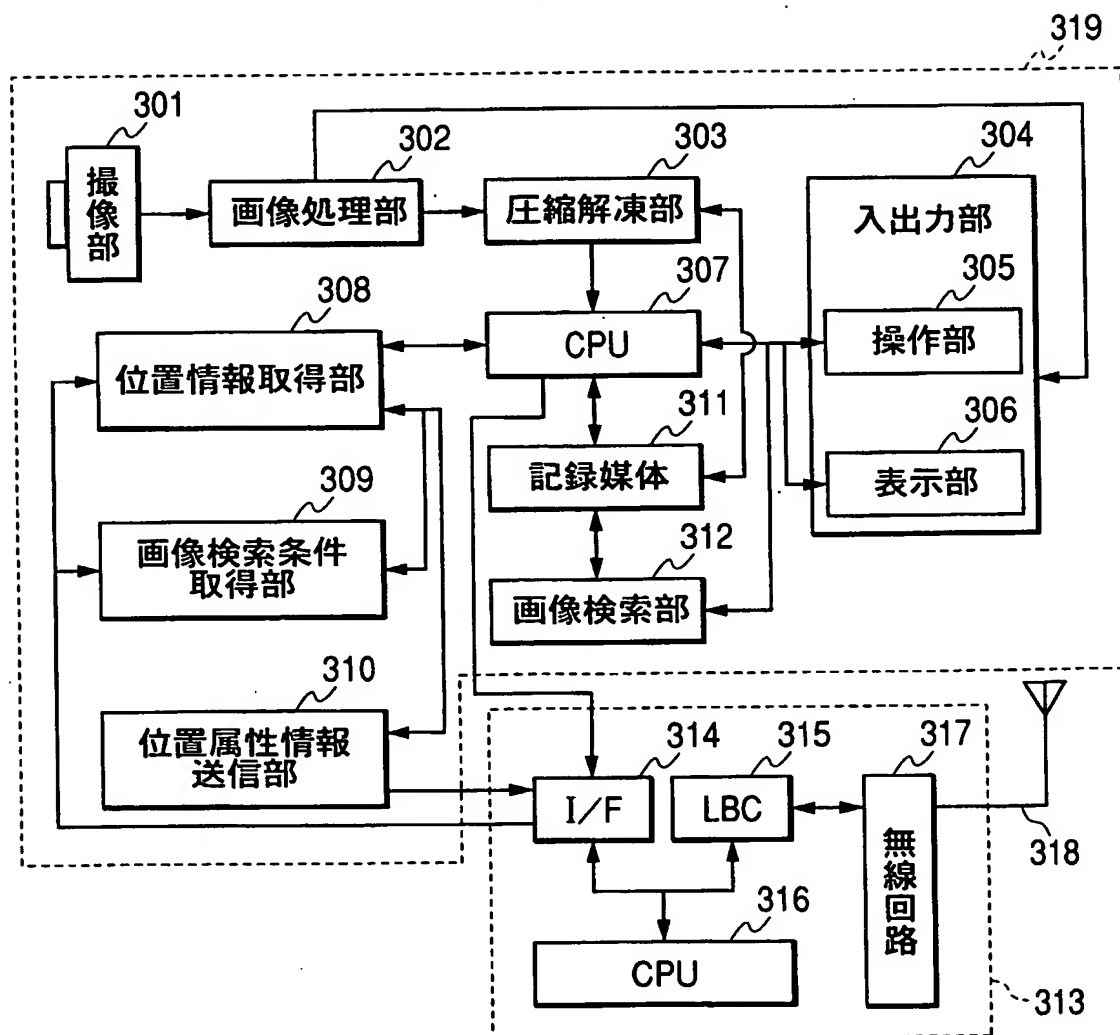 319
301
撮像部
302
画像処理部
303
圧縮解凍部
304
入出力部
305
操作部
306
表示部
307
CPU
308
位置情報取得部
309
画像検索条件
取得部
310
位置属性情報
送信部
311
記録媒体
312
画像検索部
314
I/F
315
LBC
316
CPU
317
無線回路
318
313